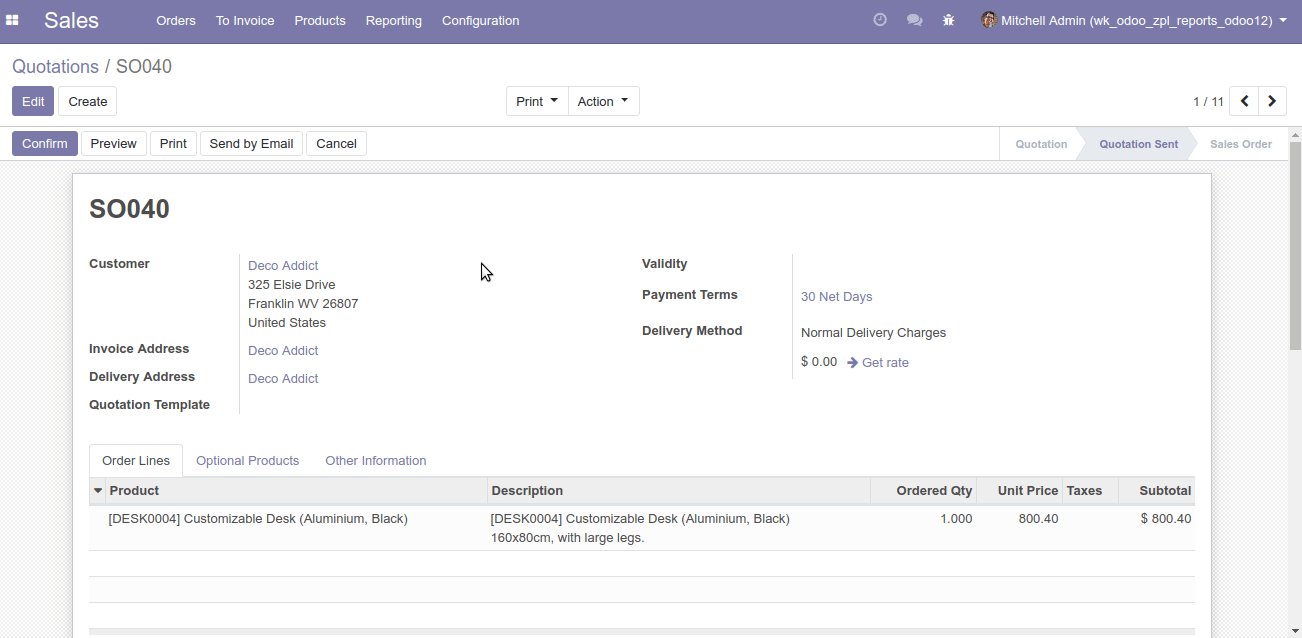 Sales Orders To Invoice Products Reporting Configuration Mitchell Admin (wk_odoo_zpl_reports_odoo12)
Quotations / SO040
Edit Create Print Action 1 / 11
Confirm Preview Print Send by Email Cancel Quotation Quotation Sent Sales Order
SO040
Customer Deco Addict
325 Elsie Drive
Franklin WV 26807
United States
Invoice Address Deco Addict
Delivery Address Deco Addict
Quotation Template
Validity
Payment Terms 30 Net Days
Delivery Method Normal Delivery Charges
$ 0.00 Get rate
Order Lines Optional Products Other Information
Product Description Ordered Qty Unit Price Taxes Subtotal
[DESK0004] Customizable Desk (Aluminium, Black) [DESK0004] Customizable Desk (Aluminium, Black) 1.000 800.40 $ 800.40
160x80cm, with large legs.